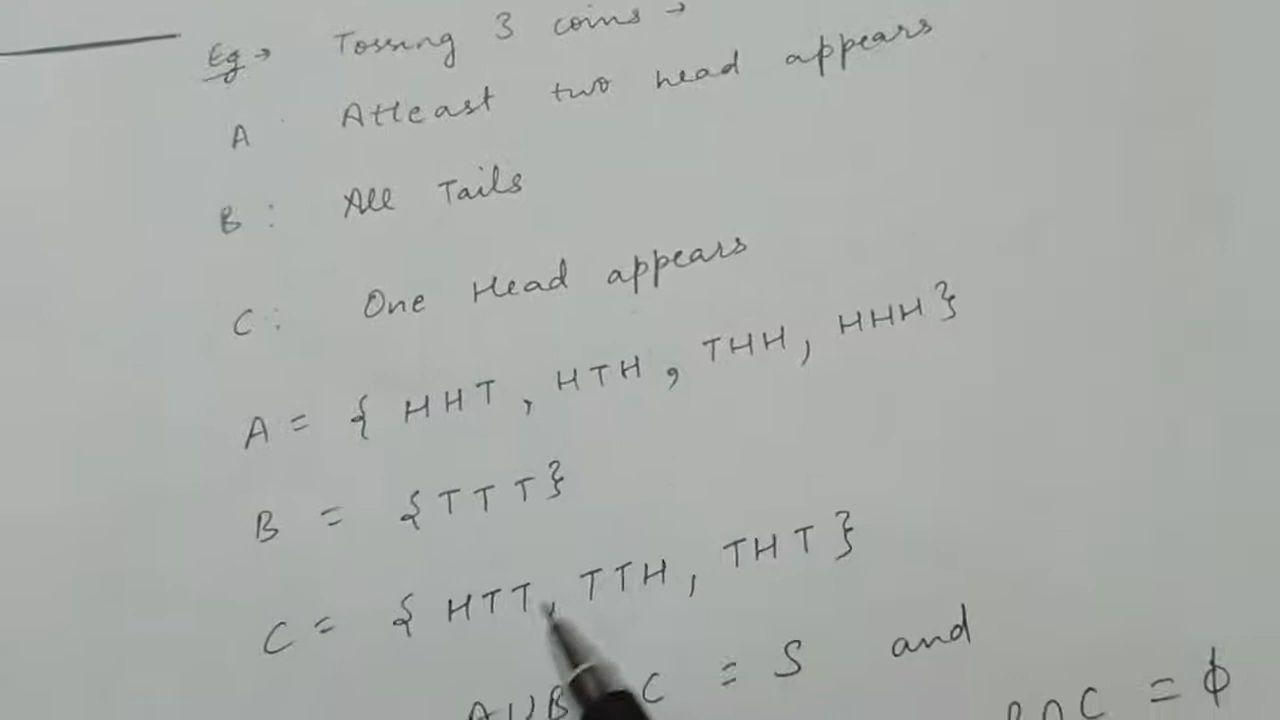 Eg → Tossing 3 coins →
A Atleast two head appears
B : All Tails
C : One Head appears
A = { HHT , HTH , THH , HHH }
B = { TTT }
C = { HTT , TTH , THT }
A∪B C = S and B∩C = ϕ